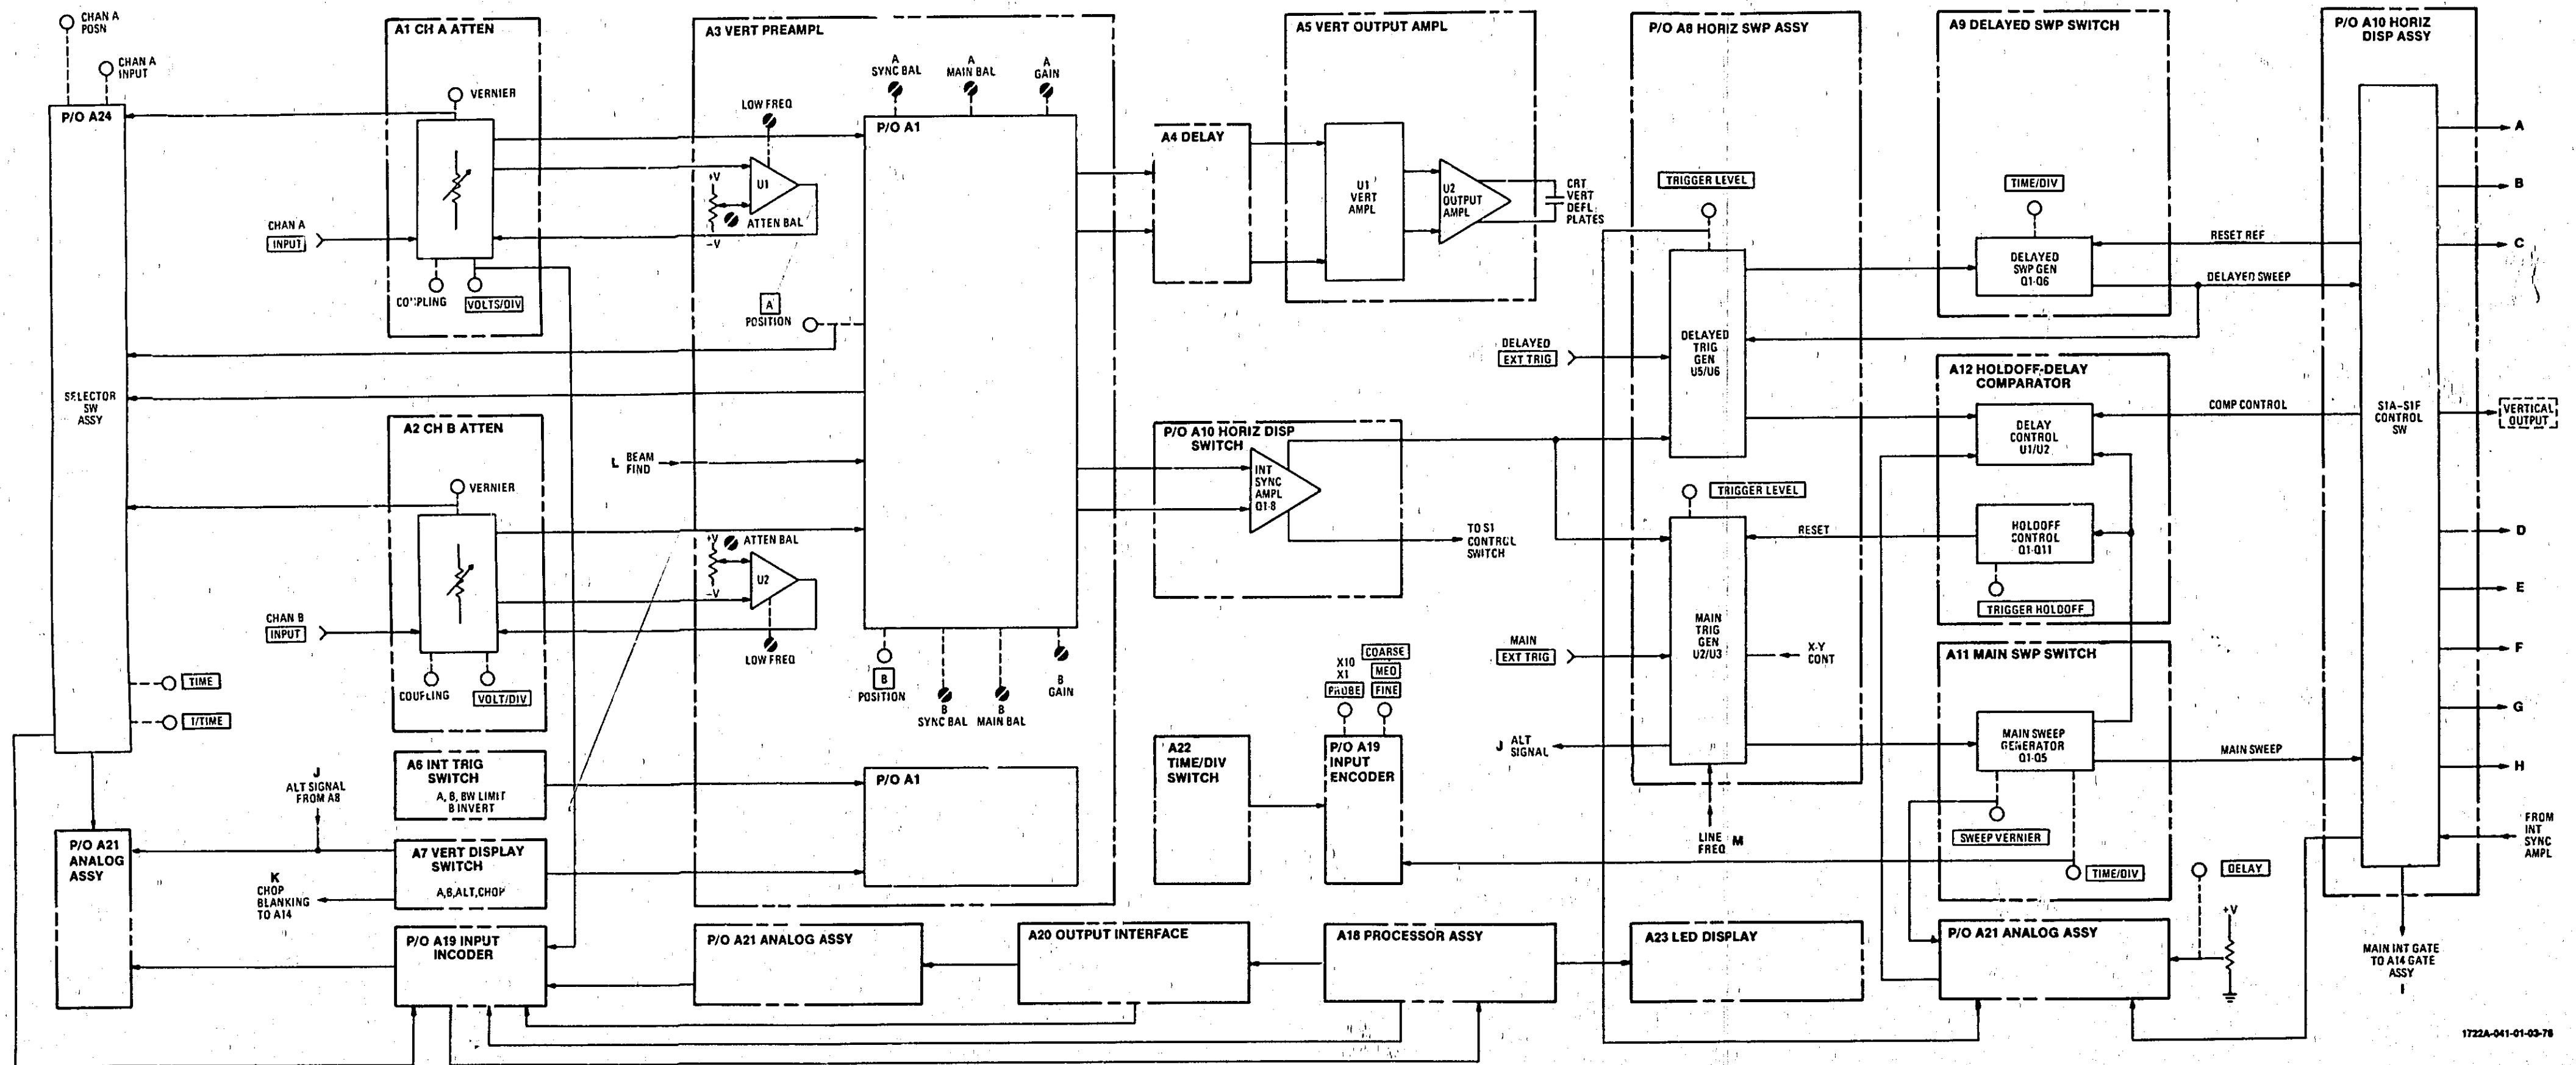 CHAN A
POSN
CHAN A
INPUT
P/O A24
SELECTOR
SW
ASSY
TIME
1/TIME
A1 CH A ATTEN
VERNIER
CHAN A
INPUT
COUPLING
VOLTS/DIV
A2 CH B ATTEN
VERNIER
CHAN B
INPUT
COUPLING
VOLT/DIV
A3 VERT PREAMPL
A
SYNC BAL
A
MAIN BAL
A
GAIN
LOW FREQ
P/O A1
+V
U1
ATTEN BAL
-V
A
POSITION
L BEAM
FIND
+V
ATTEN BAL
U2
-V
LOW FREQ
B
POSITION
B
SYNC BAL
B
MAIN BAL
B
GAIN
P/O A1
A6 INT TRIG
SWITCH
A, B, BW LIMIT
B INVERT
J
ALT SIGNAL
FROM A8
A7 VERT DISPLAY
SWITCH
A,B,ALT,CHOP
K
CHOP
BLANKING
TO A14
P/O A21
ANALOG
ASSY
P/O A19 INPUT
INCODER
P/O A21 ANALOG ASSY
A20 OUTPUT INTERFACE
A18 PROCESSOR ASSY
A23 LED DISPLAY
A4 DELAY
A5 VERT OUTPUT AMPL
U1
VERT
AMPL
U2
OUTPUT
AMPL
CRT
VERT
DEFL
PLATES
P/O A10 HORIZ DISP
SWITCH
INT
SYNC
AMPL
Q1-8
TO S1
CONTROL
SWITCH
A22
TIME/DIV
SWITCH
X10
X1
PROBE
COARSE
MED
FINE
P/O A19
INPUT
ENCODER
P/O A8 HORIZ SWP ASSY
TRIGGER LEVEL
DELAYED
TRIG
GEN
U5/U6
DELAYED
EXT TRIG
TRIGGER LEVEL
MAIN
TRIG
GEN
U2/U3
MAIN
EXT TRIG
X-Y
CONT
J ALT
SIGNAL
LINE
FREQ M
RESET
A9 DELAYED SWP SWITCH
TIME/DIV
DELAYED
SWP GEN
Q1-Q6
RESET REF
DELAYED SWEEP
A12 HOLDOFF-DELAY
COMPARATOR
DELAY
CONTROL
U1/U2
COMP CONTROL
HOLDOFF
CONTROL
Q1-Q11
TRIGGER HOLDOFF
A11 MAIN SWP SWITCH
MAIN SWEEP
GENERATOR
Q1-Q5
MAIN SWEEP
SWEEP VERNIER
TIME/DIV
DELAY
+V
P/O A21 ANALOG ASSY
P/O A10 HORIZ
DISP ASSY
S1A-S1F
CONTROL
SW
A
B
C
VERTICAL
OUTPUT
D
E
F
G
H
FROM
INT
SYNC
AMPL
MAIN INT GATE
TO A14 GATE
ASSY
I
1722A-041-01-03-76